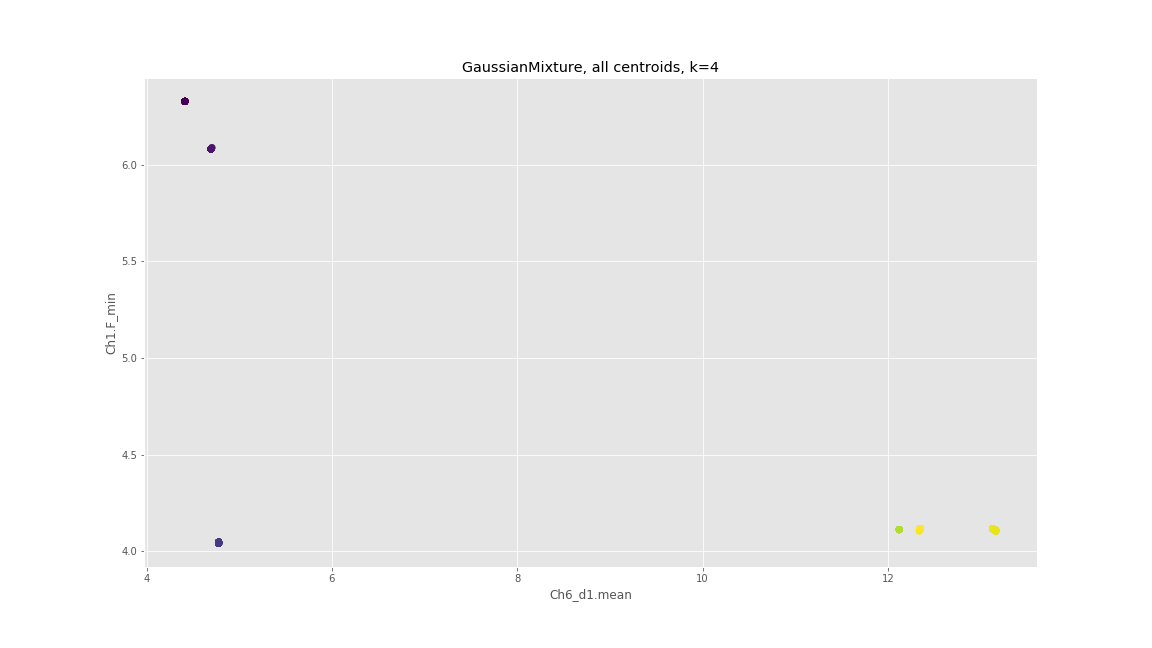 GaussianMixture, all centroids, k=4
6.0
5.5
5.0
4.5
4.0
Ch1.F_min
4 6 8 10 12
Ch6_d1.mean